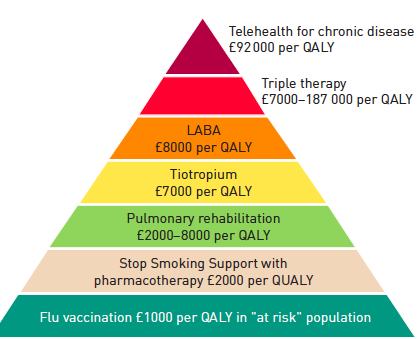 Telehealth for chronic disease
£92 000 per QALY
Triple therapy
£7000–187 000 per QALY
LABA
£8000 per QALY
Tiotropium
£7000 per QALY
Pulmonary rehabilitation
£2000–8000 per QALY
Stop Smoking Support with
pharmacotherapy £2000 per QUALY
Flu vaccination £1000 per QALY in "at risk" population